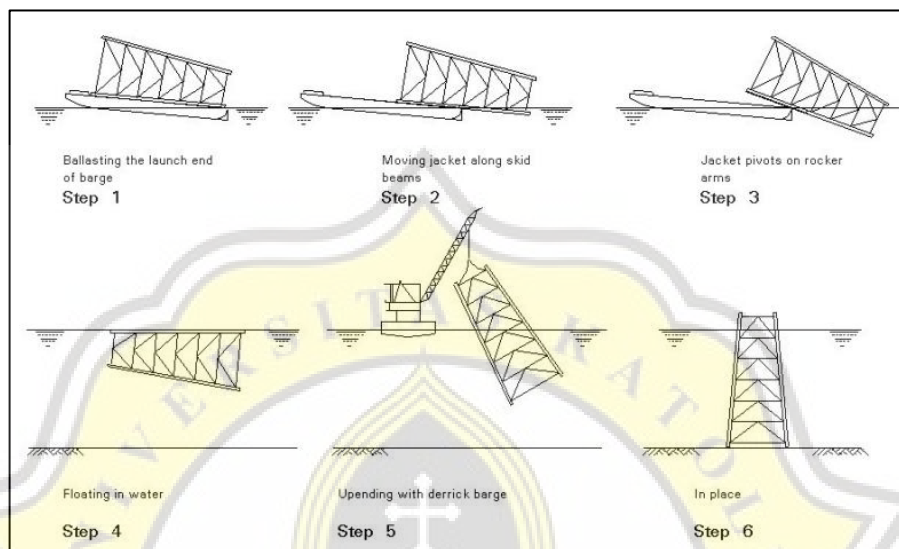 Ballasting the launch end
of barge
Step 1
Moving jacket along skid
beams
Step 2
Jacket pivots on rocker
arms
Step 3
Floating in water
Step 4
Upending with derrick barge
Step 5
In place
Step 6